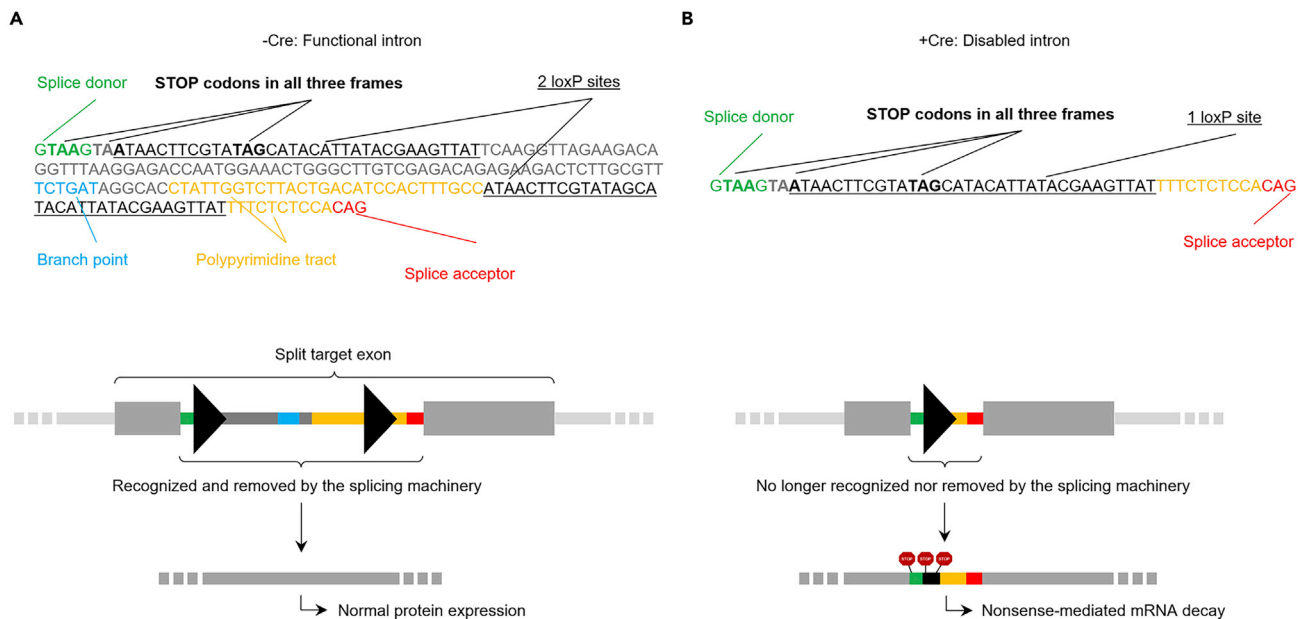 A
-Cre: Functional intron
Splice donor
STOP codons in all three frames
2 loxP sites
GTAAGTAAATAACTTCGTATAGCATACATTATACGAAGTTATTCAAGGTTAGAAGACA
GGTTTAAGGAGACCAATGGAAACTGGGCTTGTCGAGACAGAGAAGACTCTTGCGTT
TCTGATAGGCACCTATTGGTCTTACTGACATCCACTTTGCCATAACTTCGTATAGCA
TACATTATACGAAGTTATTTTCTCTCCACAG
Branch point
Polypyrimidine tract
Splice acceptor
Split target exon
Recognized and removed by the splicing machinery
Normal protein expression
B
+Cre: Disabled intron
STOP codons in all three frames
1 loxP site
Splice donor
GTAAGTAAATAACTTCGTATAGCATACATTATACGAAGTTATTTTCTCTCCACAG
Splice acceptor
No longer recognized nor removed by the splicing machinery
STOP STOP STOP
Nonsense-mediated mRNA decay